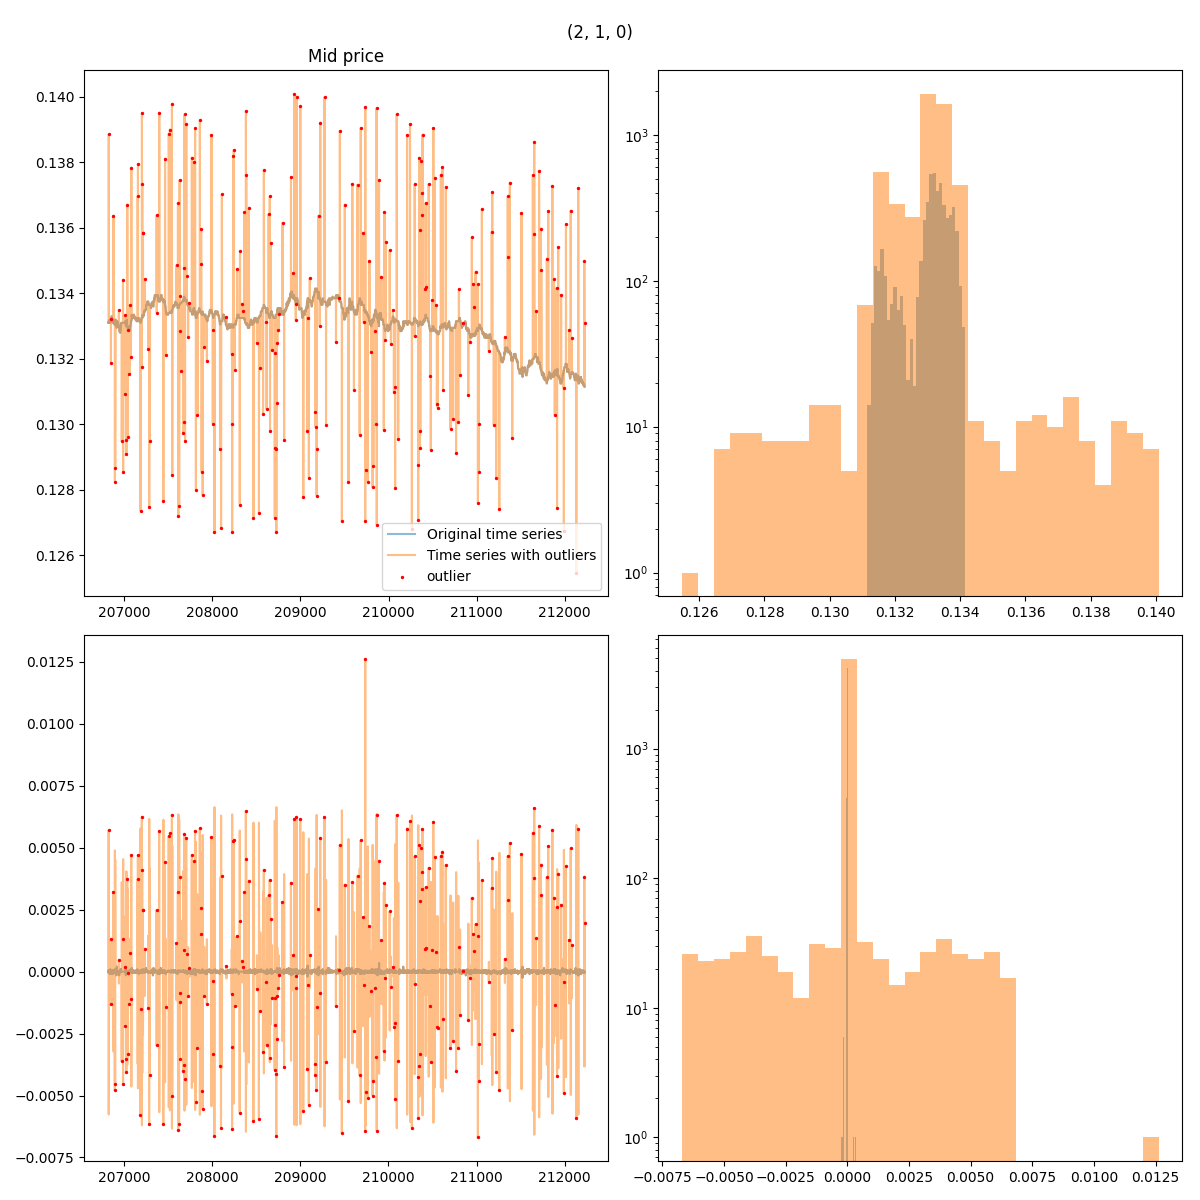 (2, 1, 0)
Mid price
0.140
0.138
0.136
0.134
0.132
0.130
0.128
0.126
207000 208000 209000 210000 211000 212000
Original time series
Time series with outliers
outlier
10³
10²
10¹
10⁰
0.126 0.128 0.130 0.132 0.134 0.136 0.138 0.140
0.0125
0.0100
0.0075
0.0050
0.0025
0.0000
−0.0025
−0.0050
−0.0075
207000 208000 209000 210000 211000 212000
10³
10²
10¹
10⁰
−0.0075 −0.0050 −0.0025 0.0000 0.0025 0.0050 0.0075 0.0100 0.0125